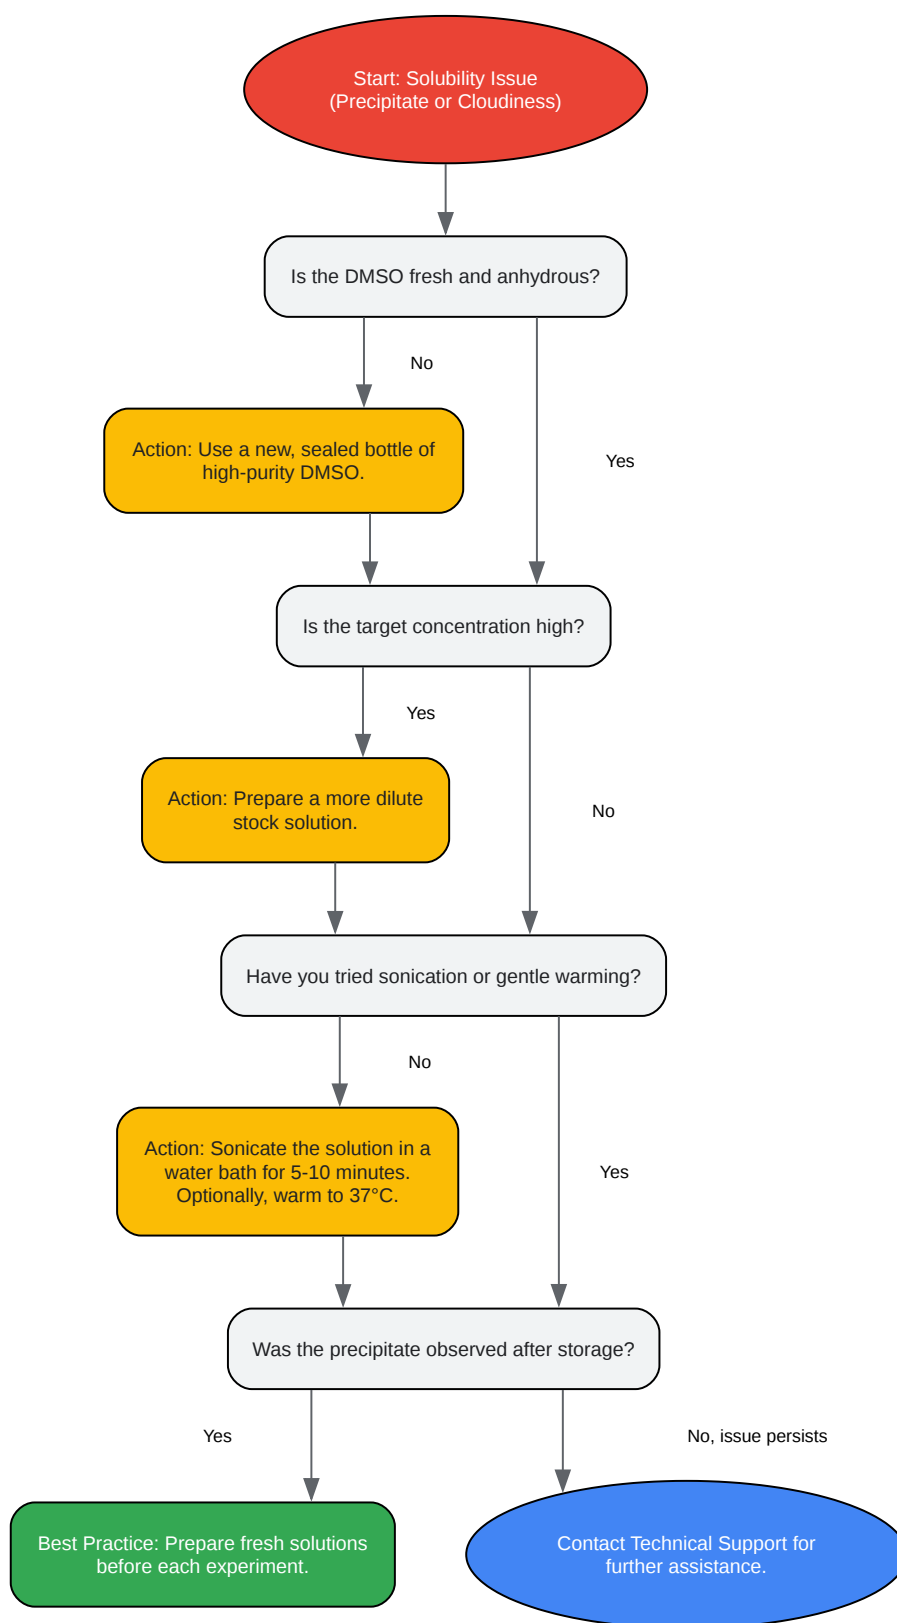 Start: Solubility Issue
(Precipitate or Cloudiness)
Is the DMSO fresh and anhydrous?
No
Action: Use a new, sealed bottle of
high-purity DMSO.
Yes
Is the target concentration high?
Yes
Action: Prepare a more dilute
stock solution.
No
Have you tried sonication or gentle warming?
No
Action: Sonicate the solution in a
water bath for 5-10 minutes.
Optionally, warm to 37°C.
Yes
Was the precipitate observed after storage?
Yes
No, issue persists
Best Practice: Prepare fresh solutions
before each experiment.
Contact Technical Support for
further assistance.